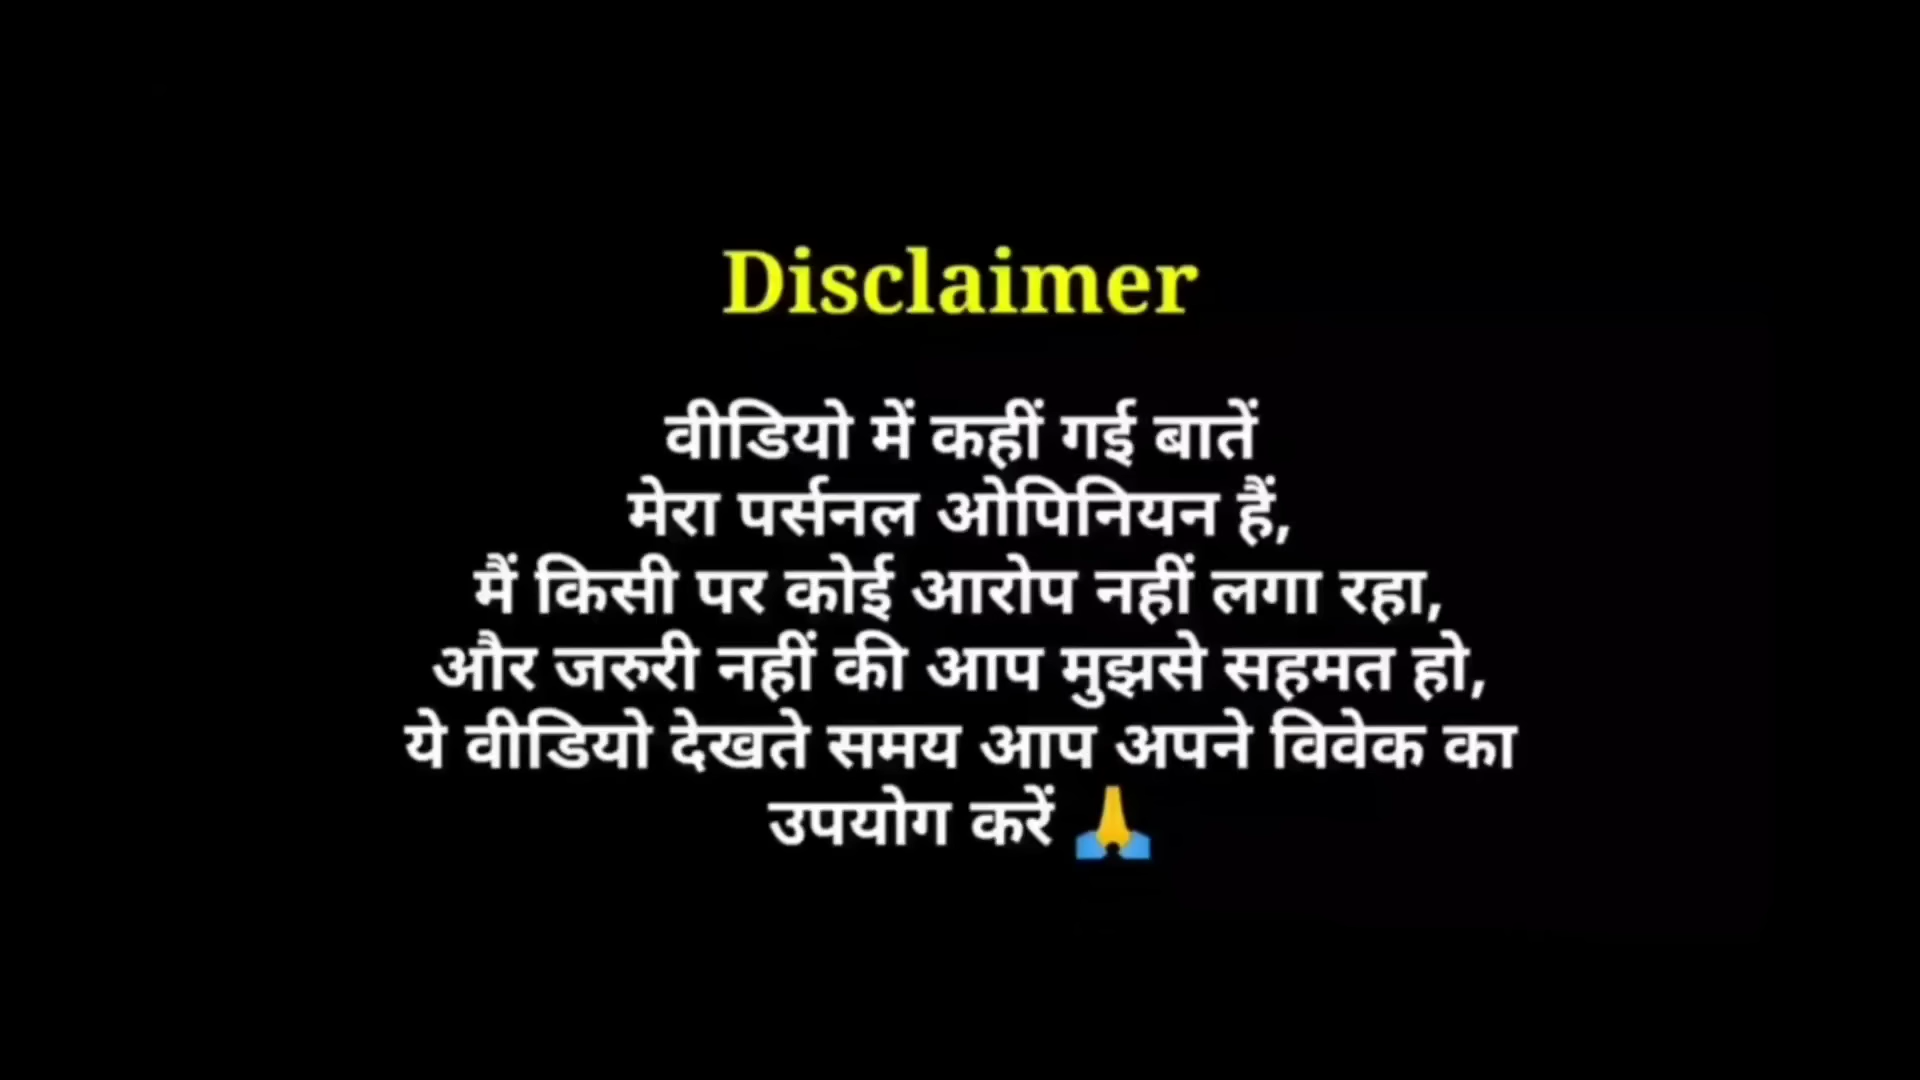 Disclaimer
वीडियो में कहीं गई बातें
मेरा पर्सनल ओपिनियन हैं,
मैं किसी पर कोई आरोप नहीं लगा रहा,
और जरुरी नहीं की आप मुझसे सहमत हो,
ये वीडियो देखते समय आप अपने विवेक का
उपयोग करें 🙏